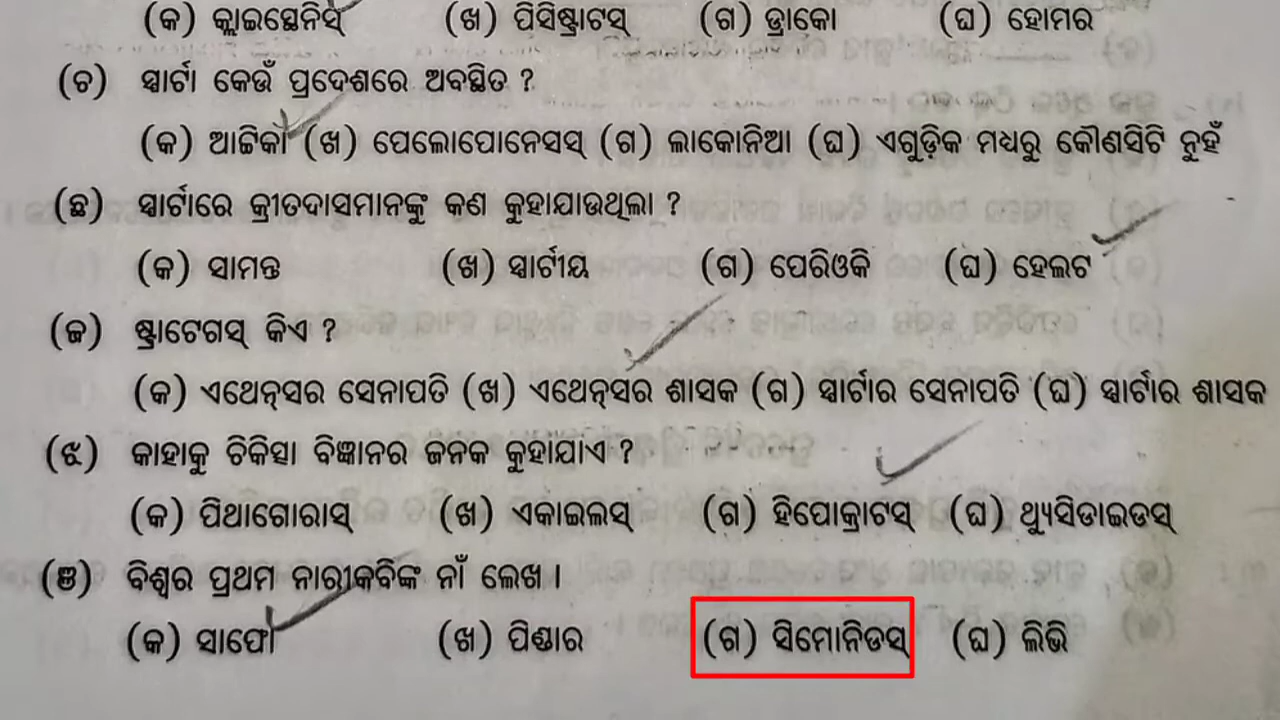 (କ) କ୍ଲାଇସ୍ଥେନିସ୍ (ଖ) ପିସିଷ୍ଟ୍ରାଟସ୍ (ଗ) ଡ୍ରାକୋ (ଘ) ହୋମର
(ଚ) ସ୍ପାର୍ଟା କେଉଁ ପ୍ରଦେଶରେ ଅବସ୍ଥିତ ?
(କ) ଆଟ୍ଟିକା (ଖ) ପେଲୋପୋନେସସ୍ (ଗ) ଲାକୋନିଆ (ଘ) ଏଗୁଡ଼ିକ ମଧ୍ୟରୁ କୌଣସିଟି ନୁହଁ
(ଛ) ସ୍ପାର୍ଟାରେ କ୍ରୀତଦାସମାନଙ୍କୁ କଣ କୁହାଯାଉଥିଲା ?
(କ) ସାମନ୍ତ (ଖ) ସ୍ପାର୍ଟୀୟ (ଗ) ପେରିଓକି (ଘ) ହେଲଟ
(ଜ) ଷ୍ଟ୍ରାଟେଗସ୍ କିଏ ?
(କ) ଏଥେନ୍‌ସର ସେନାପତି (ଖ) ଏଥେନ୍‌ସର ଶାସକ (ଗ) ସ୍ପାର୍ଟାର ସେନାପତି (ଘ) ସ୍ପାର୍ଟାର ଶାସକ
(ଝ) କାହାକୁ ଚିକିତ୍ସା ବିଜ୍ଞାନର ଜନକ କୁହାଯାଏ ?
(କ) ପିଥାଗୋରାସ୍ (ଖ) ଏକାଇଲସ୍ (ଗ) ହିପୋକ୍ରାଟସ୍ (ଘ) ଥ୍ୟୁସିଡାଇଡସ୍
(ଞ) ବିଶ୍ୱର ପ୍ରଥମ ନାରୀକବିଙ୍କ ନାଁ ଲେଖ ।
(କ) ସାଫୋ (ଖ) ପିଣ୍ଡାର (ଗ) ସିମୋନିଡସ୍ (ଘ) ଲିଭି